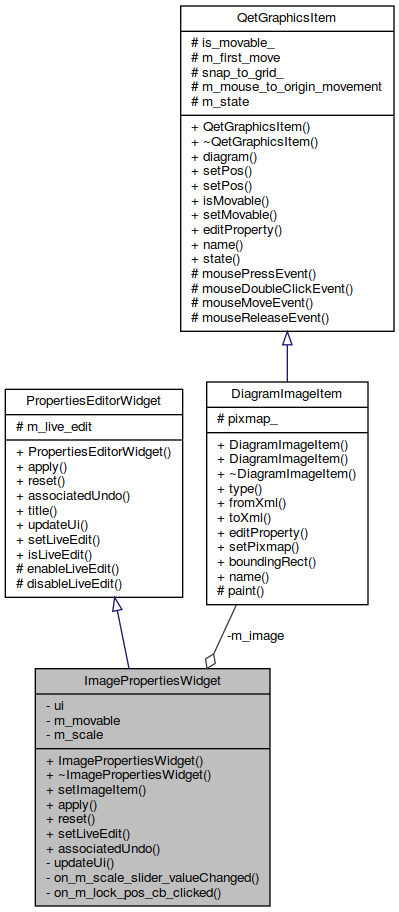 QetGraphicsItem
# is_movable_
# m_first_move
# snap_to_grid_
# m_mouse_to_origin_movement
# m_state
+ QetGraphicsItem()
+ ~QetGraphicsItem()
+ diagram()
+ setPos()
+ setPos()
+ isMovable()
+ setMovable()
+ editProperty()
+ name()
+ state()
# mousePressEvent()
# mouseDoubleClickEvent()
# mouseMoveEvent()
# mouseReleaseEvent()
PropertiesEditorWidget
# m_live_edit
+ PropertiesEditorWidget()
+ apply()
+ reset()
+ associatedUndo()
+ title()
+ updateUi()
+ setLiveEdit()
+ isLiveEdit()
# enableLiveEdit()
# disableLiveEdit()
DiagramImageItem
# pixmap_
+ DiagramImageItem()
+ DiagramImageItem()
+ ~DiagramImageItem()
+ type()
+ fromXml()
+ toXml()
+ editProperty()
+ setPixmap()
+ boundingRect()
+ name()
# paint()
-m_image
ImagePropertiesWidget
- ui
- m_movable
- m_scale
+ ImagePropertiesWidget()
+ ~ImagePropertiesWidget()
+ setImageItem()
+ apply()
+ reset()
+ setLiveEdit()
+ associatedUndo()
- updateUi()
- on_m_scale_slider_valueChanged()
- on_m_lock_pos_cb_clicked()